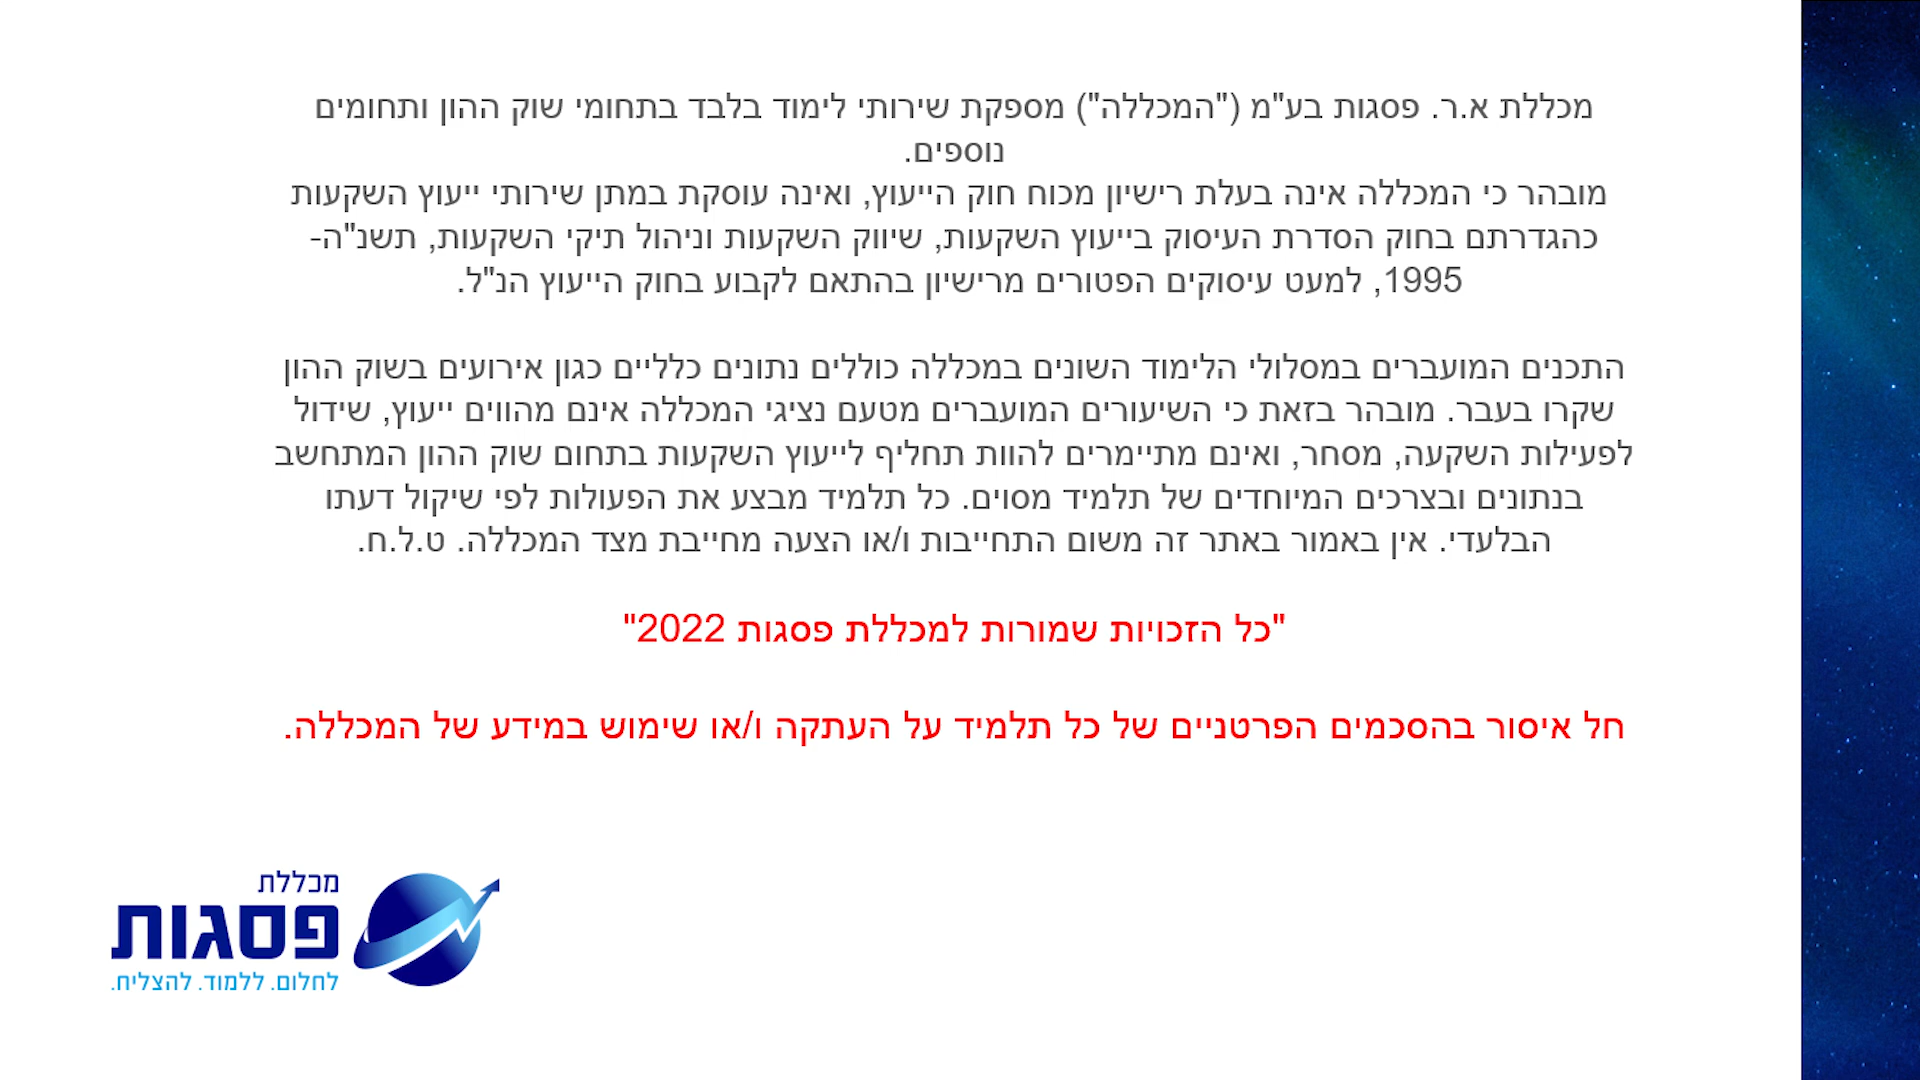 מכללת א.ר. פסגות בע"מ ("המכללה") מספקת שירותי לימוד בלבד בתחומי שוק ההון ותחומים
נוספים.
מובהר כי המכללה אינה בעלת רישיון מכוח חוק הייעוץ, ואינה עוסקת במתן שירותי ייעוץ השקעות
כהגדרתם בחוק הסדרת העיסוק בייעוץ השקעות, שיווק השקעות וניהול תיקי השקעות, תשנ"ה-
1995, למעט עיסוקים הפטורים מרישיון בהתאם לקבוע בחוק הייעוץ הנ"ל.
התכנים המועברים במסלולי הלימוד השונים במכללה כוללים נתונים כלליים כגון אירועים בשוק ההון
שקרו בעבר. מובהר בזאת כי השיעורים המועברים מטעם נציגי המכללה אינם מהווים ייעוץ, שידול
לפעילות השקעה, מסחר, ואינם מתיימרים להוות תחליף לייעוץ השקעות בתחום שוק ההון המתחשב
בנתונים ובצרכים המיוחדים של תלמיד מסוים. כל תלמיד מבצע את הפעולות לפי שיקול דעתו
הבלעדי. אין באמור באתר זה משום התחייבות ו/או הצעה מחייבת מצד המכללה. ט.ל.ח.
"כל הזכויות שמורות למכללת פסגות 2022"
חל איסור בהסכמים הפרטניים של כל תלמיד על העתקה ו/או שימוש במידע של המכללה.
מכללת
פסגות
לחלום. ללמוד. להצליח.